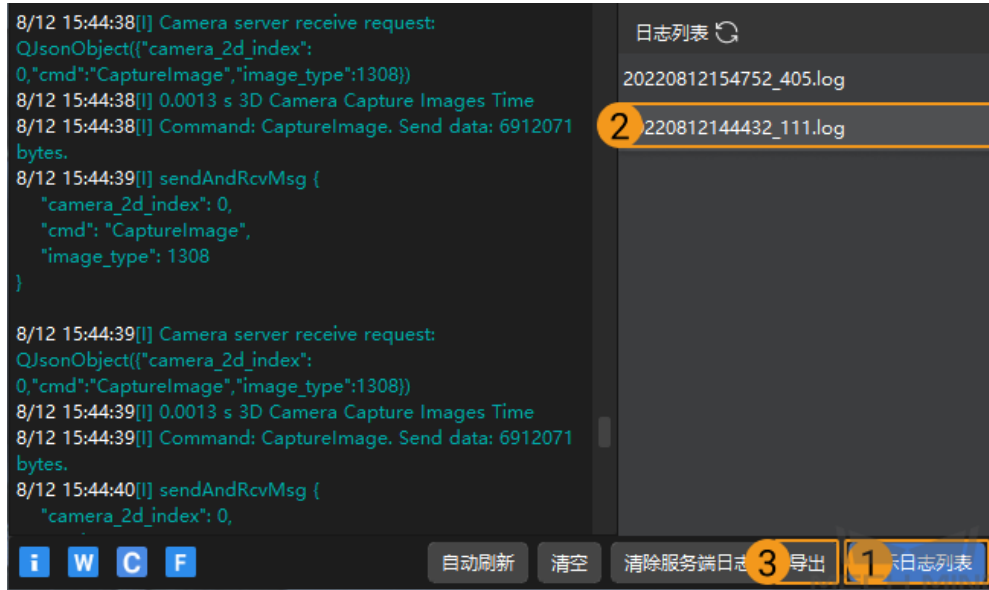 8/12 15:44:38[I] Camera server receive request:
QJsonObject({"camera_2d_index":
0,"cmd":"CaptureImage","image_type":1308})
8/12 15:44:38[I] 0.0013 s 3D Camera Capture Images Time
8/12 15:44:38[I] Command: CaptureImage. Send data: 6912071
bytes.
8/12 15:44:39[I] sendAndRcvMsg {
"camera_2d_index": 0,
"cmd": "CaptureImage",
"image_type": 1308
}
8/12 15:44:39[I] Camera server receive request:
QJsonObject({"camera_2d_index":
0,"cmd":"CaptureImage","image_type":1308})
8/12 15:44:39[I] 0.0013 s 3D Camera Capture Images Time
8/12 15:44:39[I] Command: CaptureImage. Send data: 6912071
bytes.
8/12 15:44:40[I] sendAndRcvMsg {
"camera_2d_index": 0,
日志列表
20220812154752_405.log
2 220812144432_111.log
i W C F 自动刷新 清空 清除服务端日志 3 导出 1 示日志列表